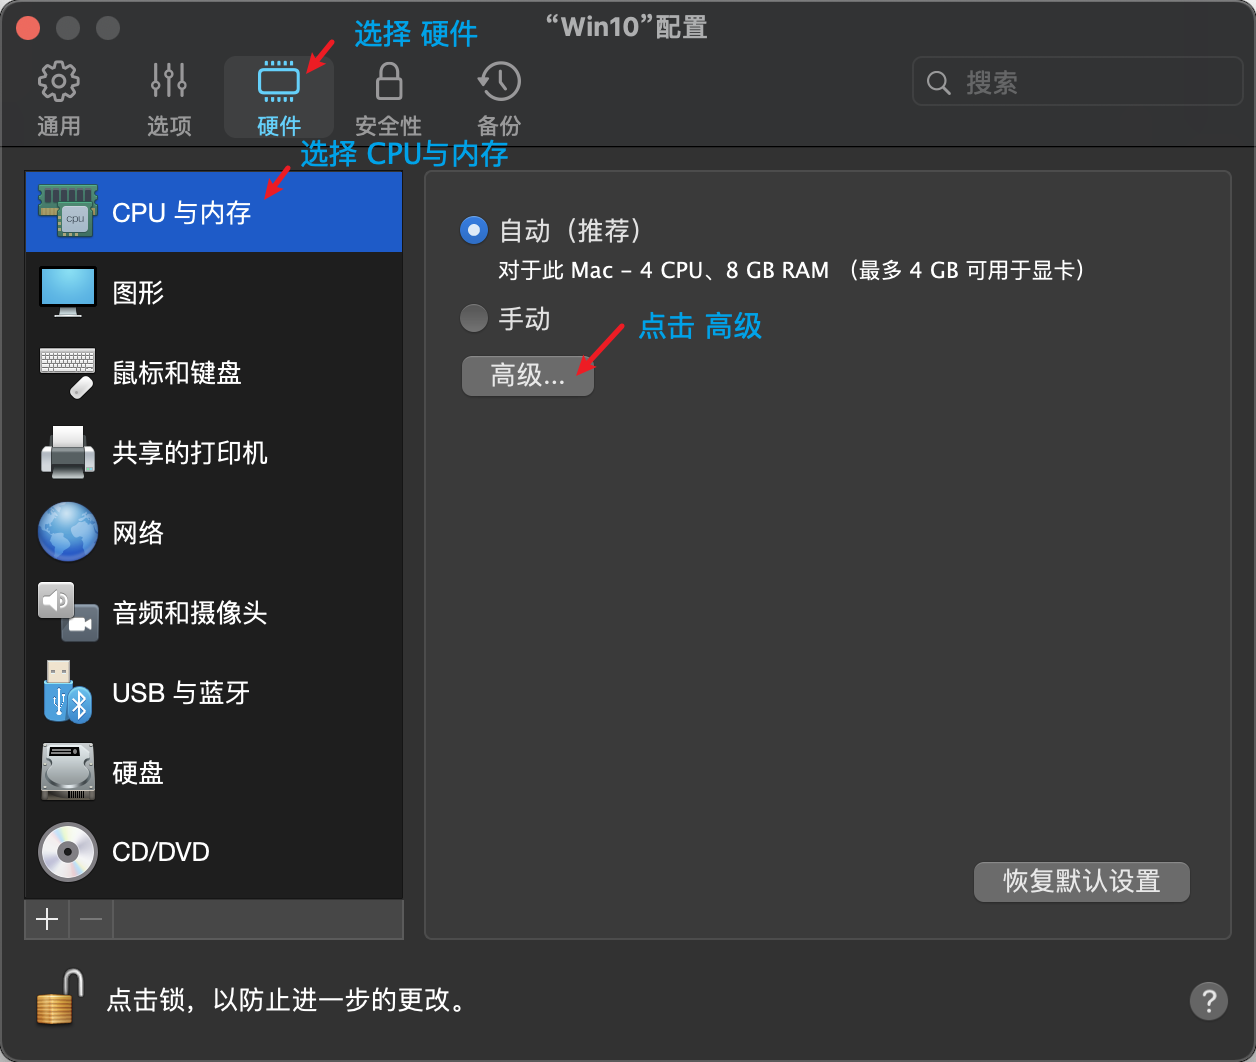 “Win10”配置
选择 硬件
通用
选项
硬件
安全性
备份
搜索
选择 CPU与内存
cpu
CPU 与内存
图形
鼠标和键盘
共享的打印机
网络
音频和摄像头
USB 与蓝牙
硬盘
CD/DVD
自动（推荐）
对于此 Mac – 4 CPU、8 GB RAM （最多 4 GB 可用于显卡）
手动
点击 高级
高级...
恢复默认设置
点击锁，以防止进一步的更改。
?